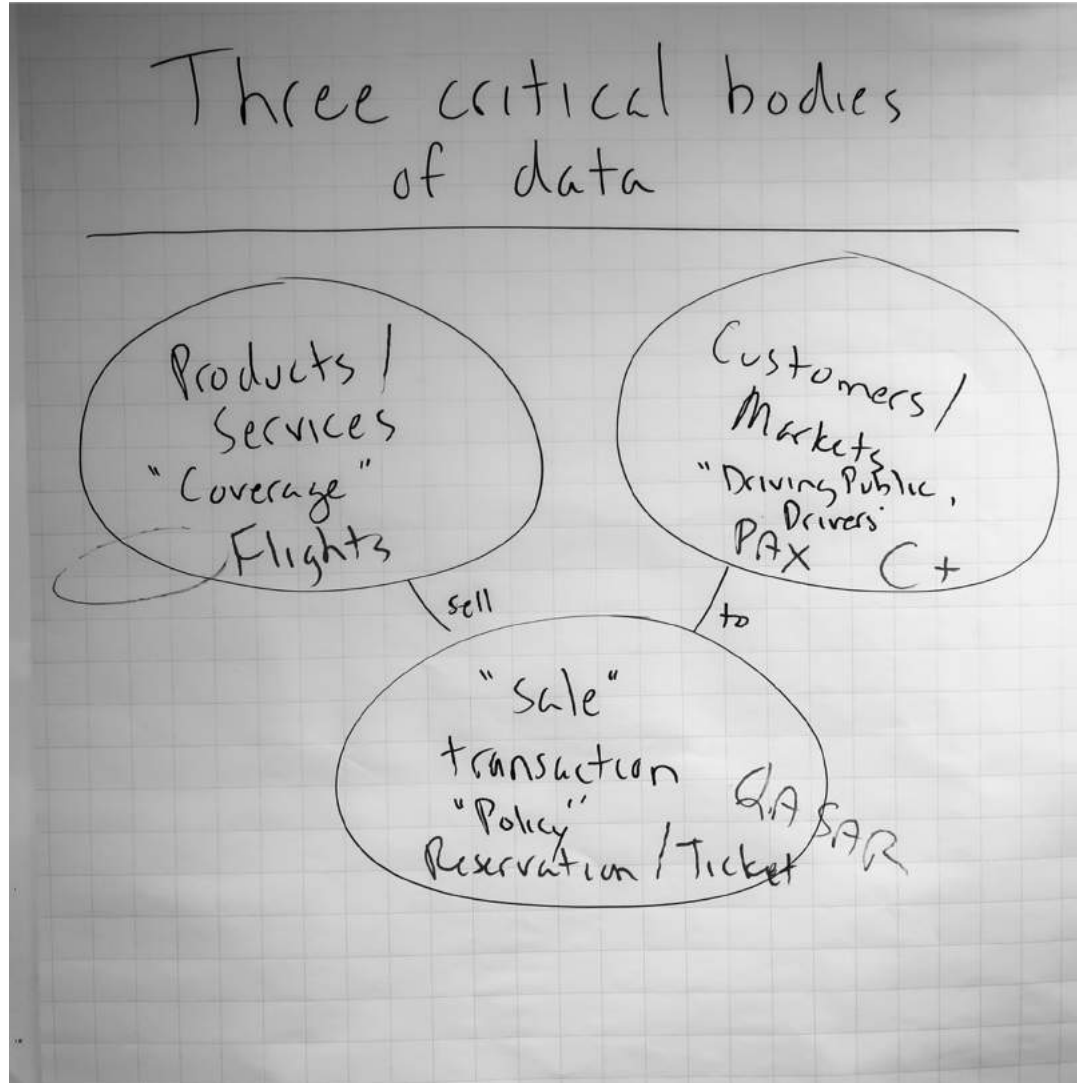 Three critical bodies
of data
Products /
Services
"Coverage"
Flights
Customers /
Markets
"Driving Public,
Drivers"
PAX C+
sell
to
"Sale"
transaction
"Policy"
Reservation / Ticket
QASAR